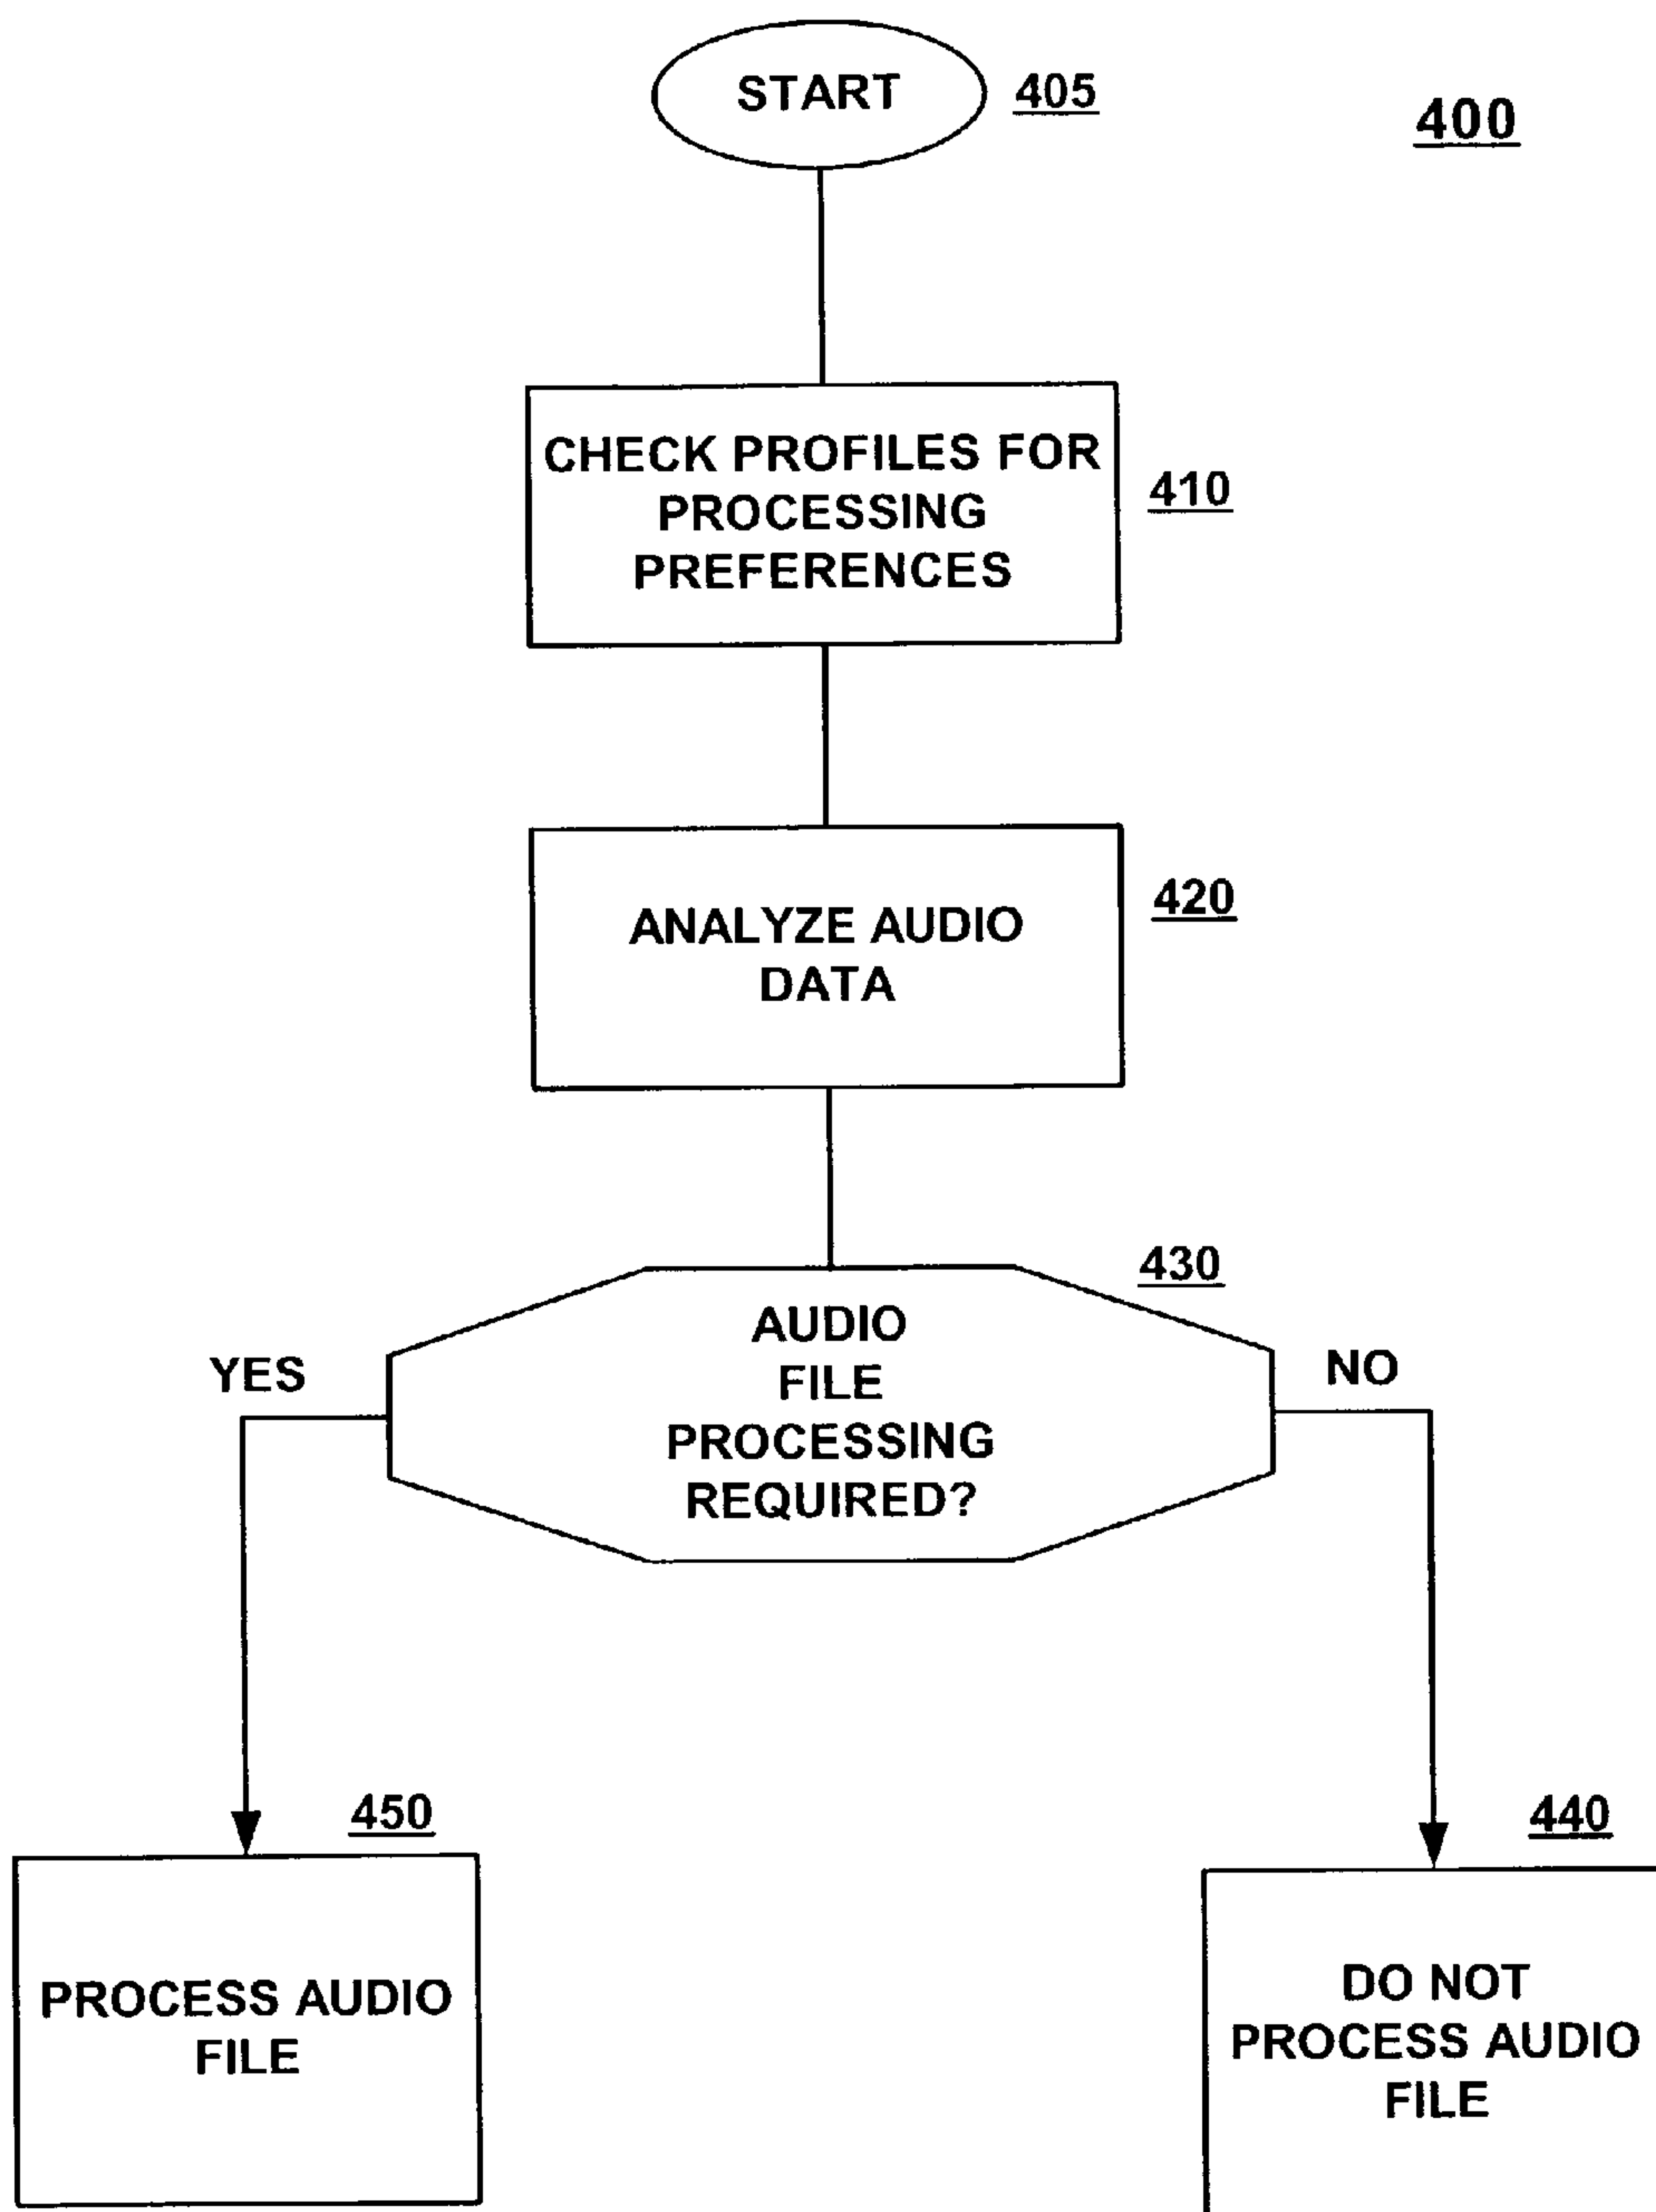 START
405
400
CHECK PROFILES FOR
PROCESSING
PREFERENCES
410
ANALYZE AUDIO
DATA
420
430
AUDIO
FILE
PROCESSING
REQUIRED?
YES
NO
450
PROCESS AUDIO
FILE
440
DO NOT
PROCESS AUDIO
FILE